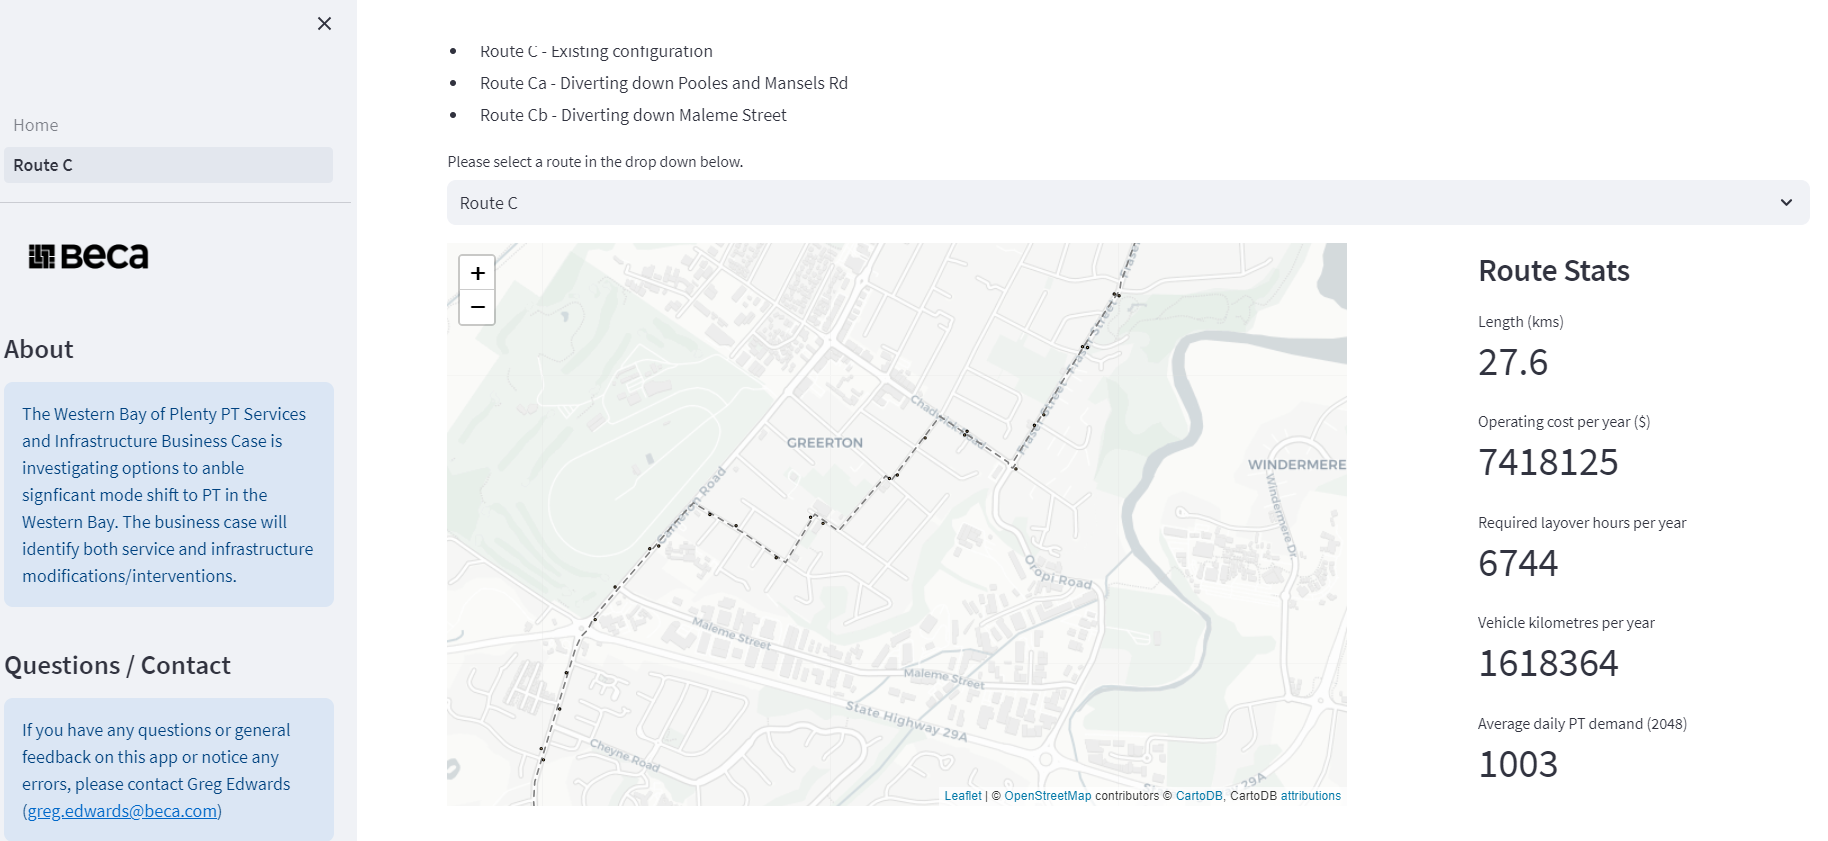 Home
Route C
Beca
About
The Western Bay of Plenty PT Services
and Infrastructure Business Case is
investigating options to anble
signficant mode shift to PT in the
Western Bay. The business case will
identify both service and infrastructure
modifications/interventions.
Questions / Contact
If you have any questions or general
feedback on this app or notice any
errors, please contact Greg Edwards
(greg.edwards@beca.com)
Route C - Existing configuration
Route Ca - Diverting down Pooles and Mansels Rd
Route Cb - Diverting down Maleme Street
Please select a route in the drop down below.
Route C
+
−
GREERTON
WINDERMERE
Cameron Road
Chadwick Road
Fraser Street
Fraser Street
Windermere Dr
Oropi Road
Maleme Street
Maleme Street
State Highway 29A
Cheyne Road
29A
Leaflet | © OpenStreetMap contributors © CartoDB, CartoDB attributions
Route Stats
Length (kms)
27.6
Operating cost per year ($)
7418125
Required layover hours per year
6744
Vehicle kilometres per year
1618364
Average daily PT demand (2048)
1003